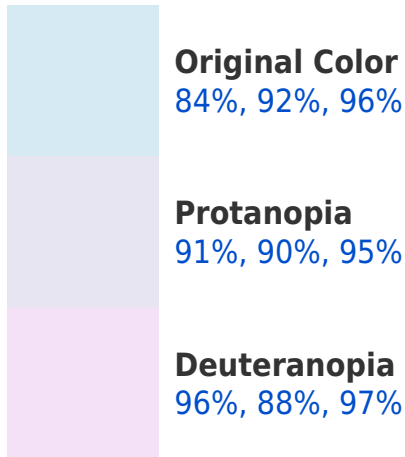 Original Color
84%, 92%, 96%
Protanopia
91%, 90%, 95%
Deuteranopia
96%, 88%, 97%